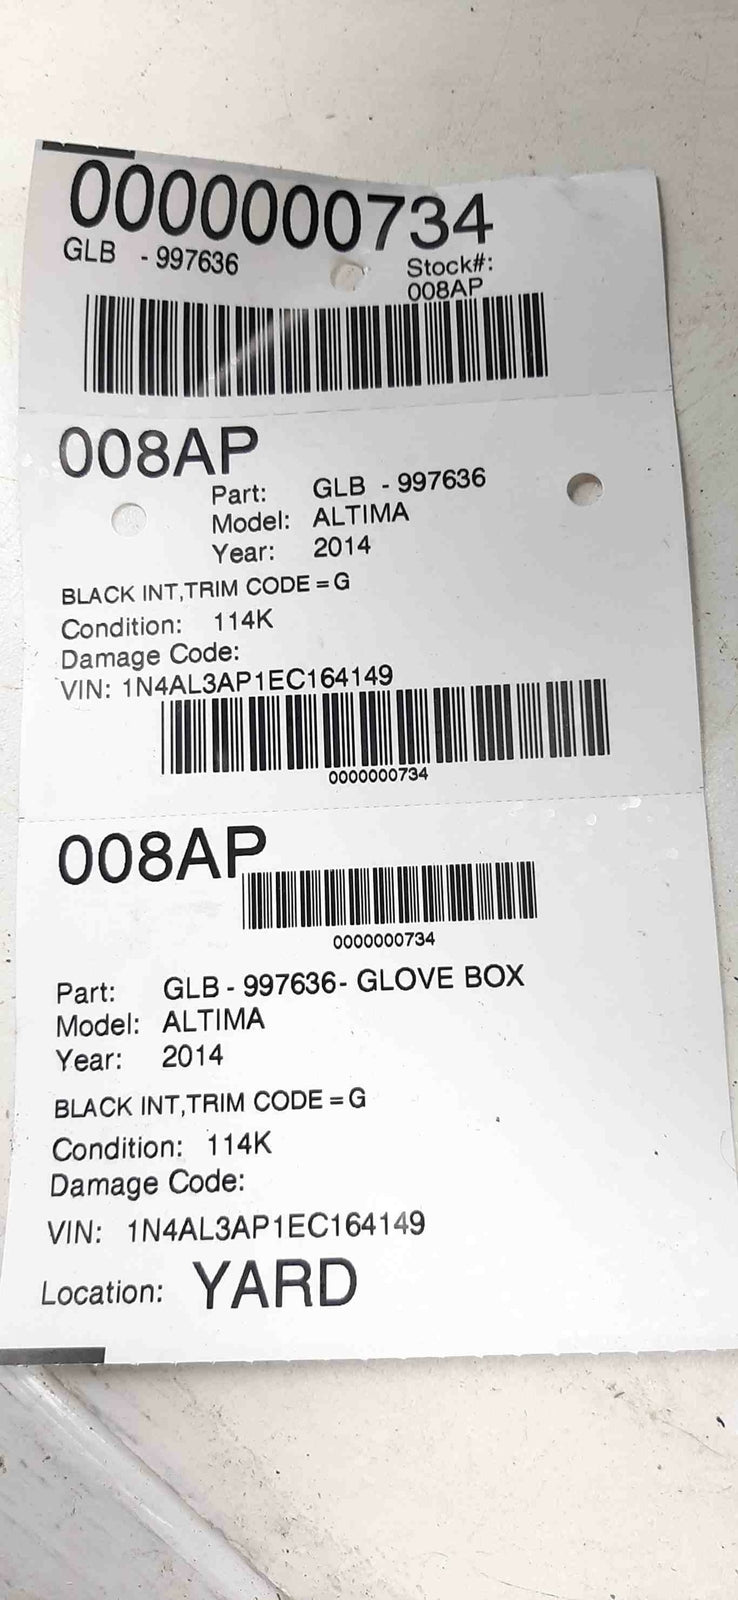 0000000734
GLB - 997636
Stock#:
008AP
008AP
Part: GLB - 997636
Model: ALTIMA
Year: 2014
BLACK INT,TRIM CODE = G
Condition: 114K
Damage Code:
VIN: 1N4AL3AP1EC164149
0000000734
008AP
0000000734
Part: GLB - 997636- GLOVE BOX
Model: ALTIMA
Year: 2014
BLACK INT,TRIM CODE = G
Condition: 114K
Damage Code:
VIN: 1N4AL3AP1EC164149
Location: YARD